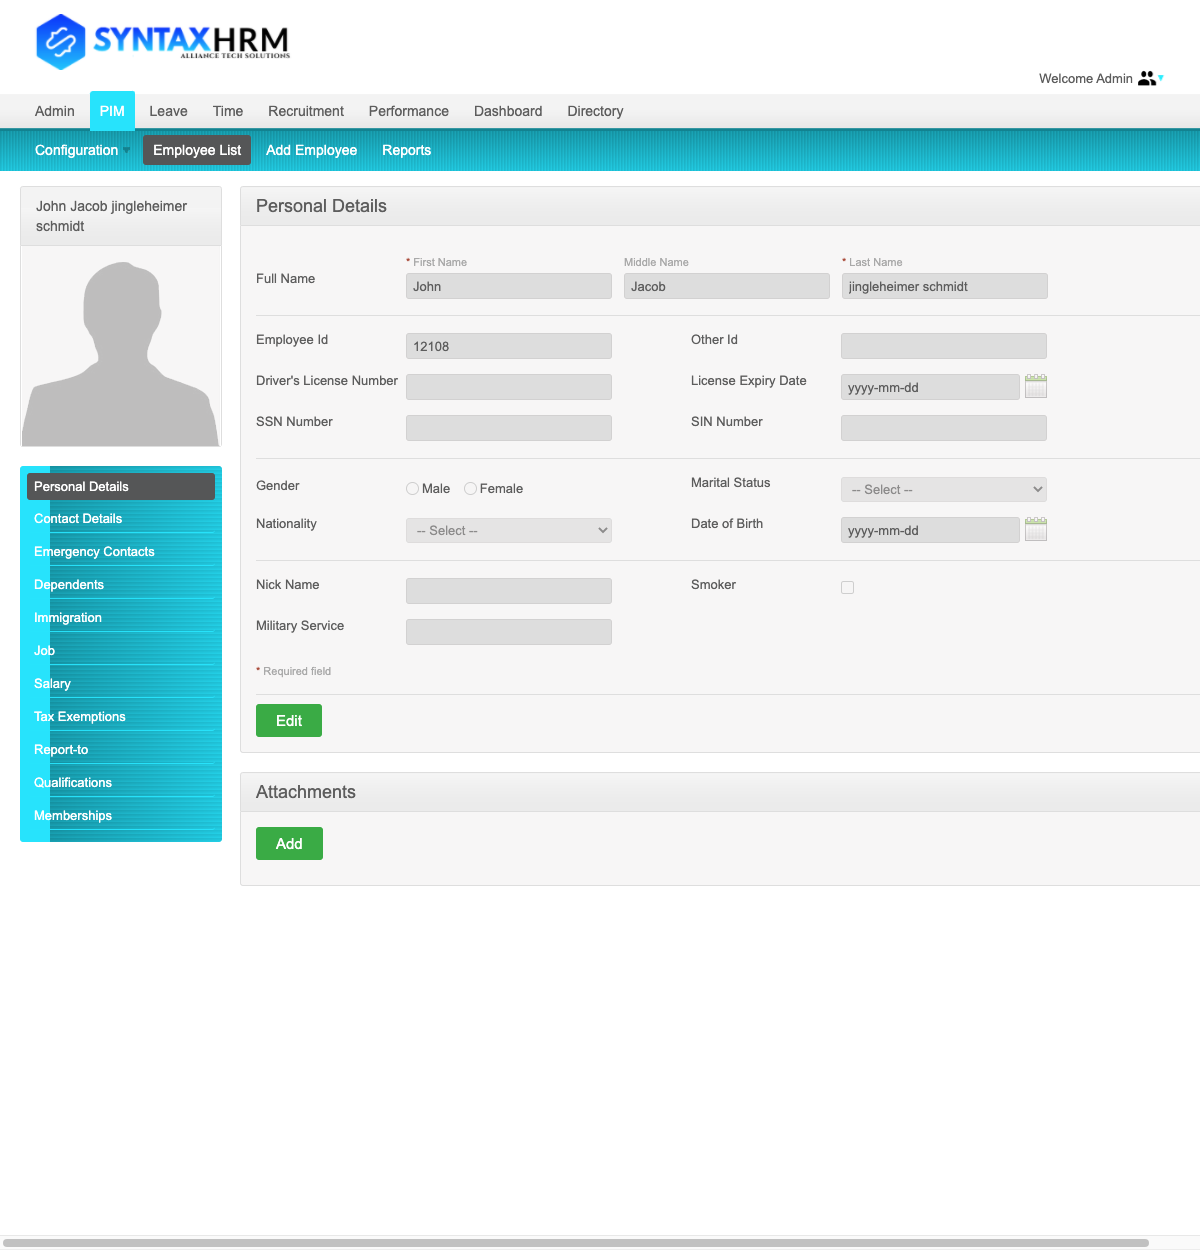 SYNTAXHRM
ALLIANCE TECH SOLUTIONS
Welcome Admin
Admin PIM Leave Time Recruitment Performance Dashboard Directory
Configuration Employee List Add Employee Reports
John Jacob jingleheimer
schmidt
Personal Details
Contact Details
Emergency Contacts
Dependents
Immigration
Job
Salary
Tax Exemptions
Report-to
Qualifications
Memberships
Personal Details
* First Name Middle Name * Last Name
Full Name John Jacob jingleheimer schmidt
Employee Id 12108 Other Id
Driver's License Number License Expiry Date yyyy-mm-dd
SSN Number SIN Number
Gender Male Female Marital Status -- Select --
Nationality -- Select -- Date of Birth yyyy-mm-dd
Nick Name Smoker
Military Service
* Required field
Edit
Attachments
Add